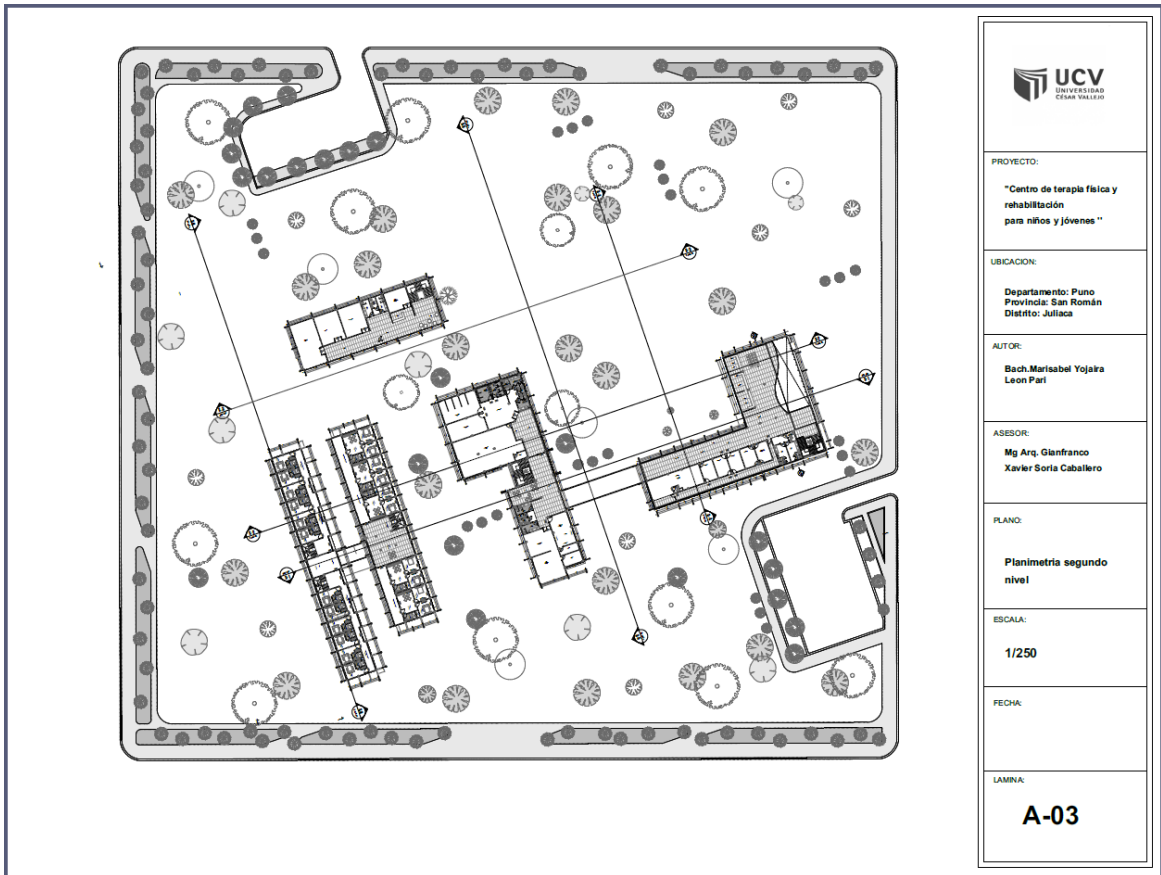 UCV
UNIVERSIDAD
CÉSAR VALLEJO
PROYECTO:
"Centro de terapia física y
rehabilitación
para niños y jóvenes "
UBICACION:
Departamento: Puno
Provincia: San Román
Distrito: Juliaca
AUTOR:
Bach.Marisabel Yojaira
Leon Pari
ASESOR:
Mg Arq. Gianfranco
Xavier Soria Caballero
PLANO:
Planimetria segundo
nivel
ESCALA:
1/250
FECHA:
LAMINA:
A-03